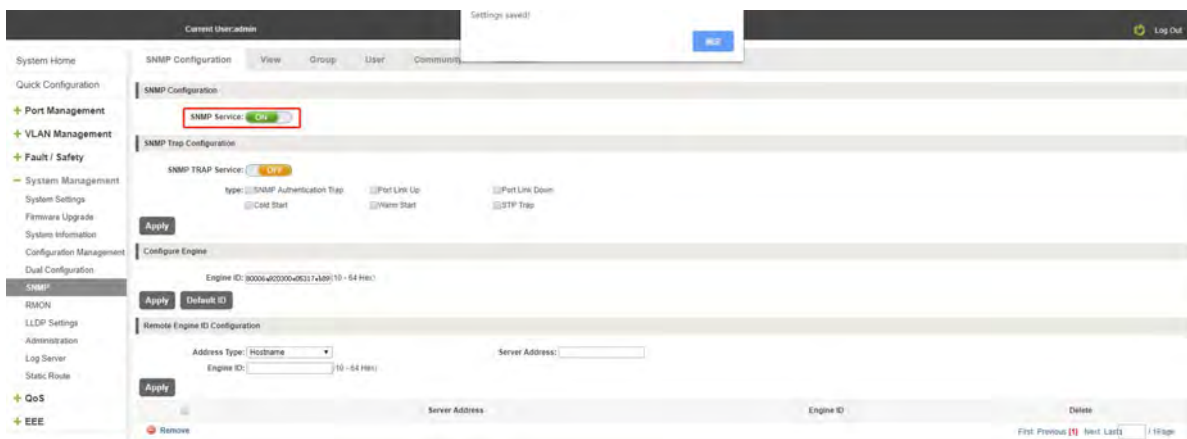 Settings saved!
Current User:admin
Log Out
System Home
Quick Configuration
+ Port Management
+ VLAN Management
+ Fault / Safety
− System Management
System Settings
Firmware Upgrade
System Information
Configuration Management
Dual Configuration
SNMP
RMON
LLDP Settings
Administration
Log Server
Static Route
+ QoS
+ EEE
SNMP Configuration View Group User Community
SNMP Configuration
SNMP Service: ON
SNMP Trap Configuration
SNMP TRAP Service: OFF
type: SNMP Authentication Trap Port Link Up Port Link Down
Cold Start Warm Start STP Trap
Apply
Configure Engine
Engine ID: (10 - 64 Hex)
Apply Default ID
Remote Engine ID Configuration
Address Type: Hostname Server Address:
Engine ID: (10 - 64 Hex)
Apply
Server Address Engine ID Delete
Remove
First Previous [1] Next Lasts / 1Page